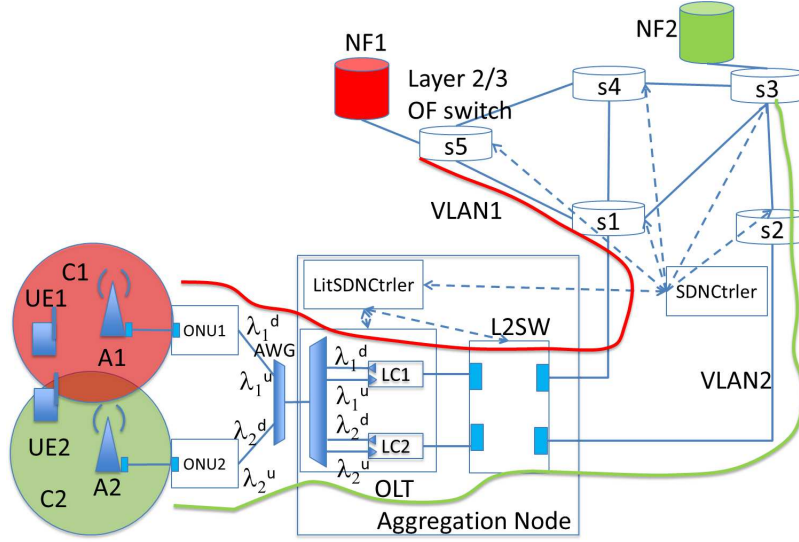 NF2
NF1
Layer 2/3
OF switch
s4
s3
s5
VLAN1
s1
s2
C1
UE1
A1
ONU1
λ1d
AWG
λ1u
LitSDNCtrler
SDNCtrler
L2SW
λ1d
LC1
λ1u
VLAN2
λ2d
LC2
λ2u
UE2
A2
C2
ONU2
λ2d
λ2u
OLT
Aggregation Node